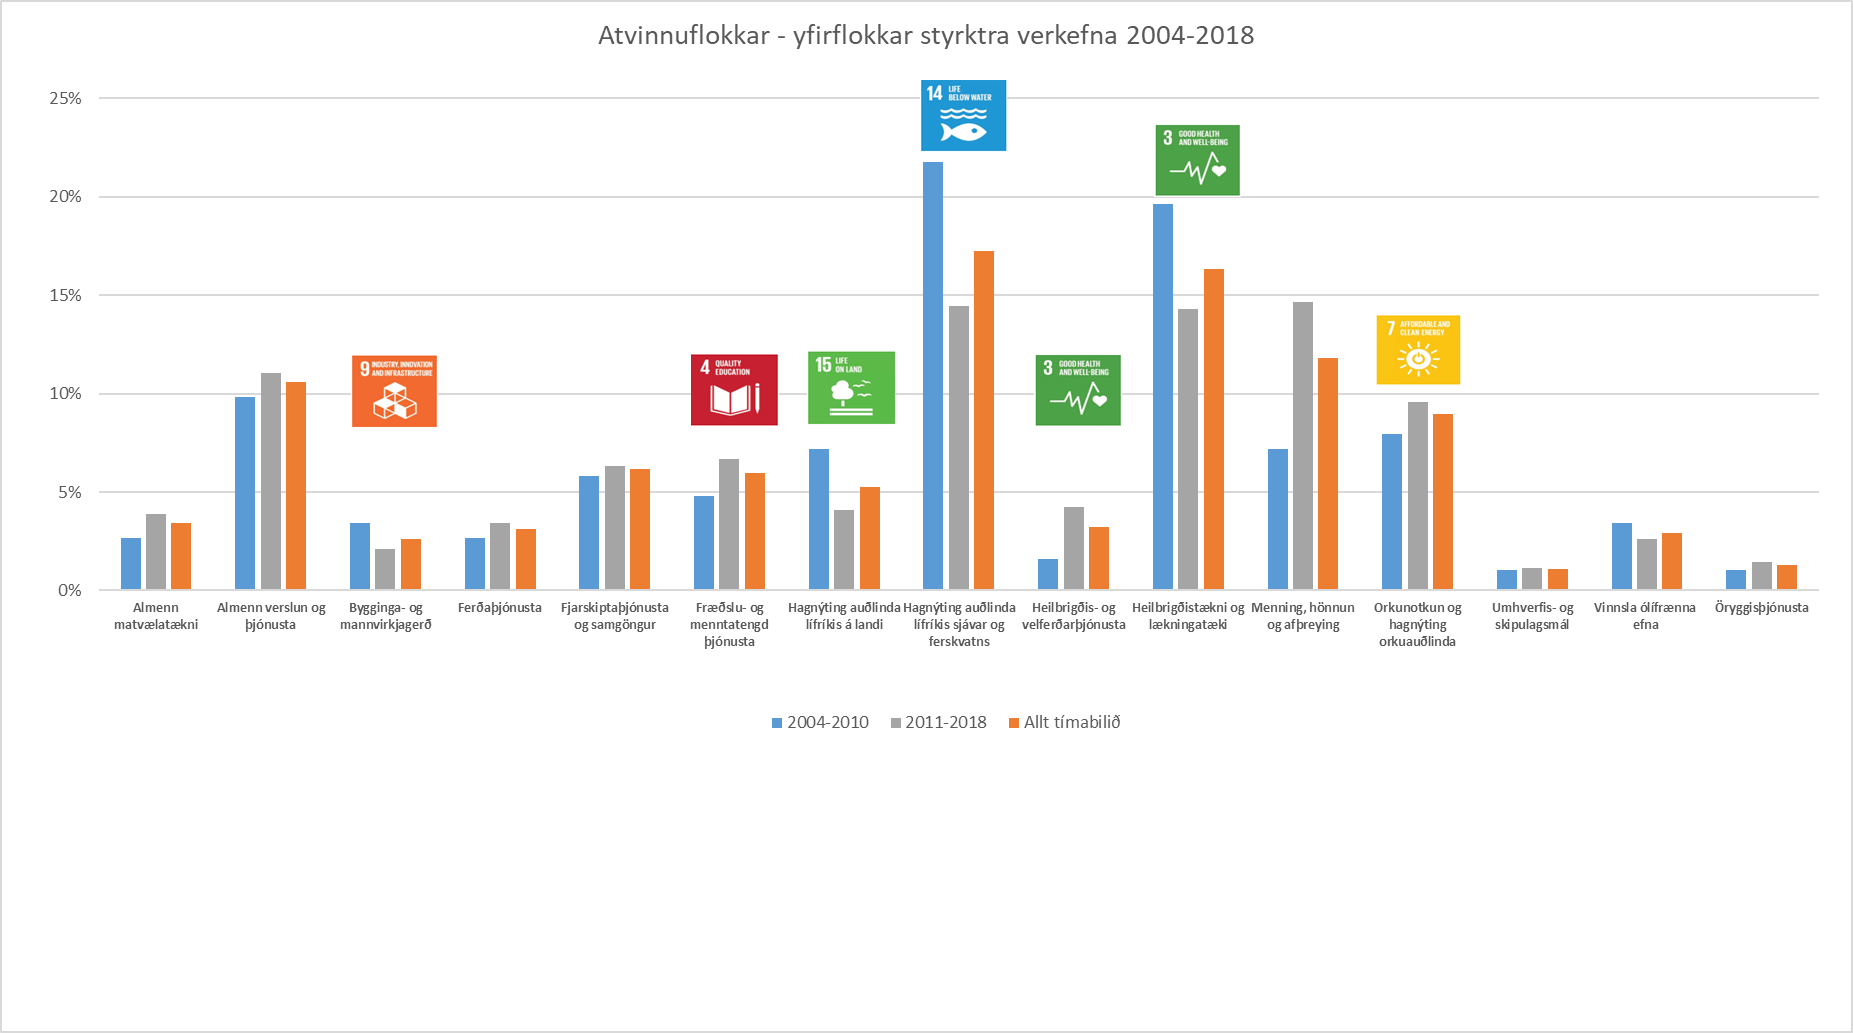 Atvinnuflokkar - yfirflokkar styrktra verkefna 2004-2018
25%
20%
15%
10%
5%
0%
14 LIFE
BELOW WATER
3 GOOD HEALTH
AND WELL-BEING
7 AFFORDABLE AND
CLEAN ENERGY
9 INDUSTRY, INNOVATION
AND INFRASTRUCTURE
4 QUALITY
EDUCATION
15 LIFE
ON LAND
3 GOOD HEALTH
AND WELL-BEING
Almenn
matvælatækni
Almenn verslun og
þjónusta
Bygginga- og
mannvirkjagerð
Ferðaþjónusta
Fjarskiptaþjónusta
og samgöngur
Fræðslu- og
menntatengd
þjónusta
Hagnýting auðlinda
lífríkis á landi
Hagnýting auðlinda
lífríkis sjávar og
ferskvatns
Heilbrigðis- og
velferðarþjónusta
Heilbrigðistækni og
lækningatæki
Menning, hönnun
og afþreying
Orkunotkun og
hagnýting
orkuauðlinda
Umhverfis- og
skipulagsmál
Vinnsla ólífrænna
efna
Öryggisþjónusta
2004-2010
2011-2018
Allt tímabilið